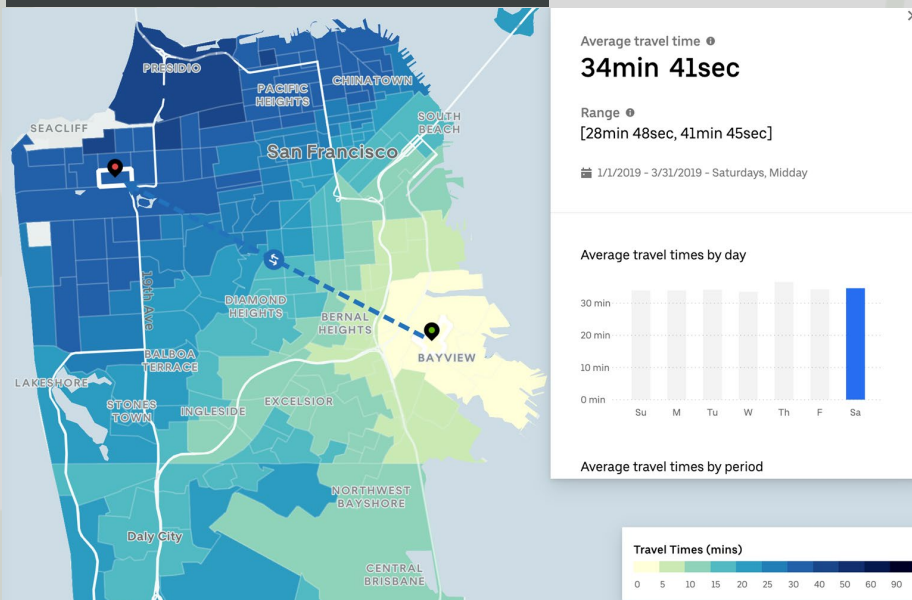 PRESIDIO
PACIFIC
HEIGHTS
CHINATOWN
SEACLIFF
SOUTH
BEACH
San Francisco
19th Ave
DIAMOND
HEIGHTS
BERNAL
HEIGHTS
BAYVIEW
BALBOA
TERRACE
LAKESHORE
STONES
TOWN
INGLESIDE
EXCELSIOR
NORTHWEST
BAYSHORE
Daly City
CENTRAL
BRISBANE
Average travel time
34min 41sec
Range
[28min 48sec, 41min 45sec]
1/1/2019 - 3/31/2019 - Saturdays, Midday
Average travel times by day
30 min
20 min
10 min
0 min
Su M Tu W Th F Sa
Average travel times by period
Travel Times (mins)
0 5 10 15 20 25 30 40 50 60 90